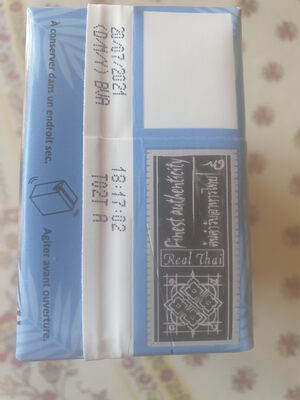 À conserver dans un endroit sec.
Agiter avant ouverture.
20/07/2021 18:17:02
(D/M/Y) BVA T02T A
Finest authenticity
Real Thai